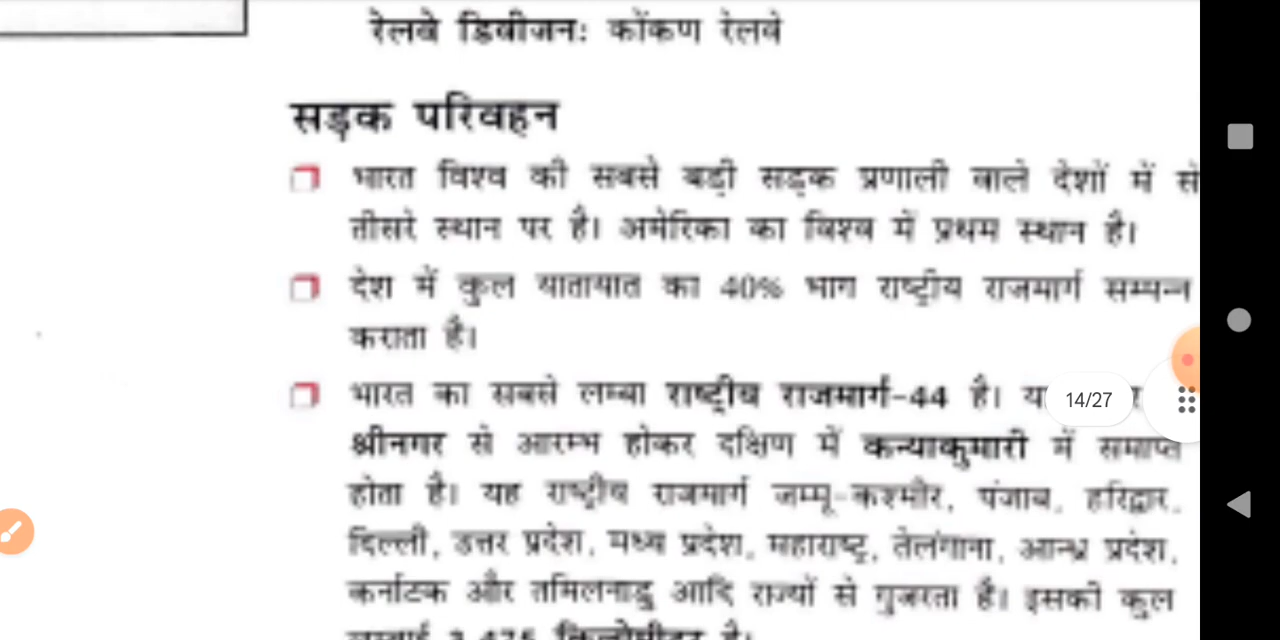 रेलवे डिवीजन: कोंकण रेलवे
सड़क परिवहन
भारत विश्व की सबसे बड़ी सड़क प्रणाली वाले देशों में से
तीसरे स्थान पर है। अमेरिका का विश्व में प्रथम स्थान है।
देश में कुल यातायात का 40% भाग राष्ट्रीय राजमार्ग सम्पन्न
कराता है।
भारत का सबसे लम्बा राष्ट्रीय राजमार्ग-44 है।
14/27
श्रीनगर से आरम्भ होकर दक्षिण में कन्याकुमारी में समाप्त
होता है। यह राष्ट्रीय राजमार्ग जम्मू-कश्मीर, पंजाब, हरिद्वार,
दिल्ली, उत्तर प्रदेश, मध्य प्रदेश, महाराष्ट्र, तेलंगाना, आन्ध्र प्रदेश,
कर्नाटक और तमिलनाडु आदि राज्यों से गुजरता है। इसकी कुल